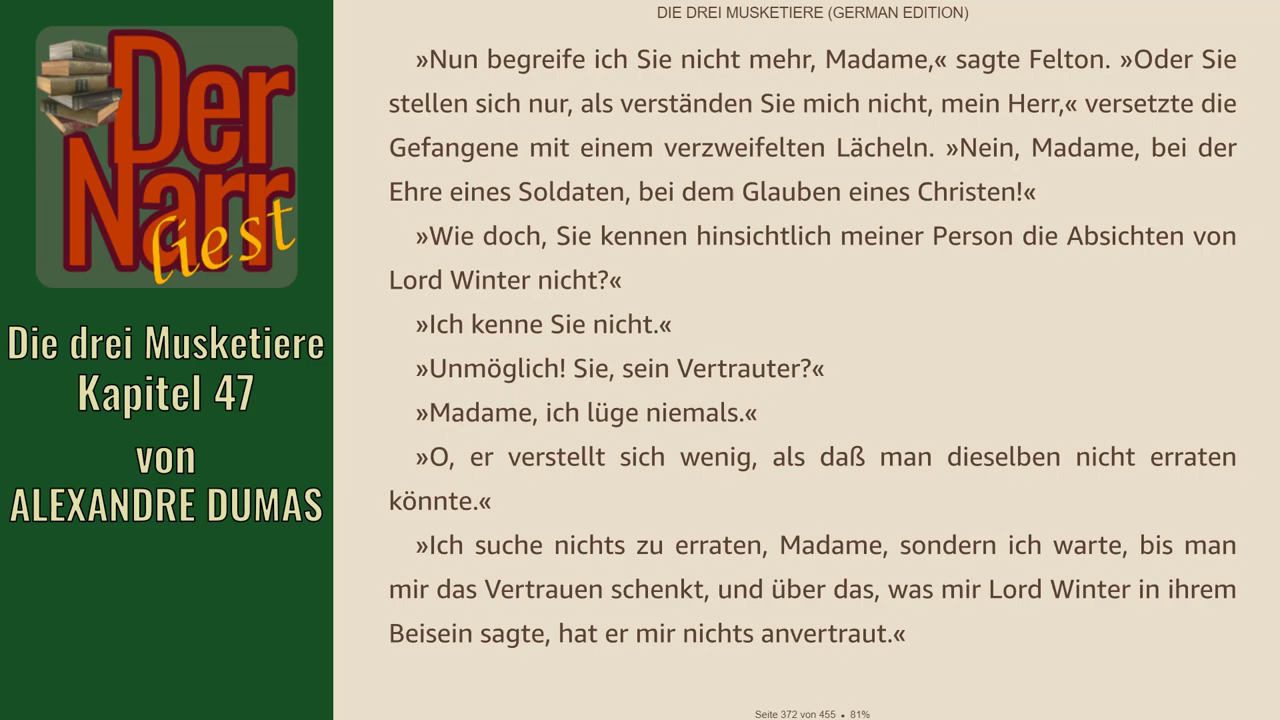 Der
Narr
liest
Die drei Musketiere
Kapitel 47
von
ALEXANDRE DUMAS
DIE DREI MUSKETIERE (GERMAN EDITION)
»Nun begreife ich Sie nicht mehr, Madame,« sagte Felton. »Oder Sie
stellen sich nur, als verständen Sie mich nicht, mein Herr,« versetzte die
Gefangene mit einem verzweifelten Lächeln. »Nein, Madame, bei der
Ehre eines Soldaten, bei dem Glauben eines Christen!«
»Wie doch, Sie kennen hinsichtlich meiner Person die Absichten von
Lord Winter nicht?«
»Ich kenne Sie nicht.«
»Unmöglich! Sie, sein Vertrauter?«
»Madame, ich lüge niemals.«
»O, er verstellt sich wenig, als daß man dieselben nicht erraten
könnte.«
»Ich suche nichts zu erraten, Madame, sondern ich warte, bis man
mir das Vertrauen schenkt, und über das, was mir Lord Winter in ihrem
Beisein sagte, hat er mir nichts anvertraut.«
Seite 372 von 455 • 81%